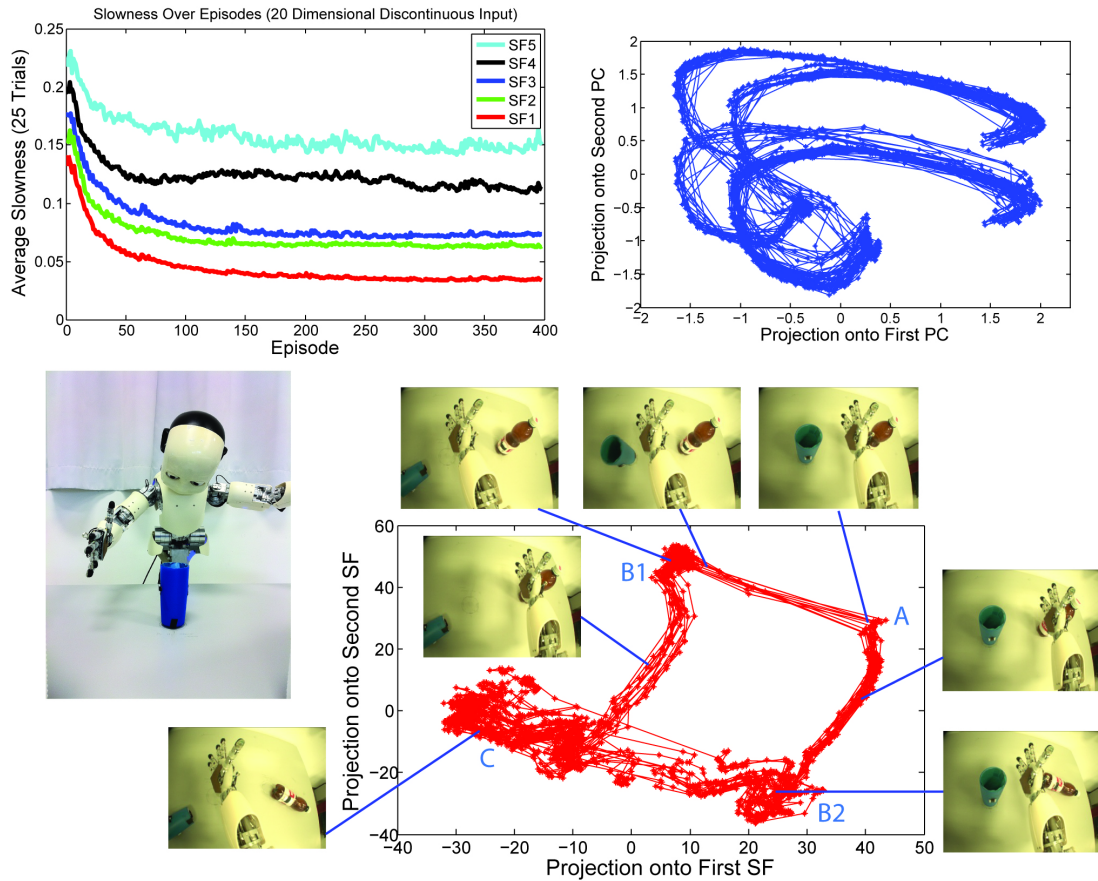 Slowness Over Episodes (20 Dimensional Discontinuous Input)
Average Slowness (25 Trials)
0.25
0.2
0.15
0.1
0.05
0
0 50 100 150 200 250 300 350 400
Episode
SF5
SF4
SF3
SF2
SF1
Projection onto Second PC
2
1.5
1
0.5
0
−0.5
−1
−1.5
−2
−2 −1.5 −1 −0.5 0 0.5 1 1.5 2
Projection onto First PC
Projection onto Second SF
60
40
20
0
−20
−40
B1
A
C
B2
−40 −30 −20 −10 0 10 20 30 40 50
Projection onto First SF